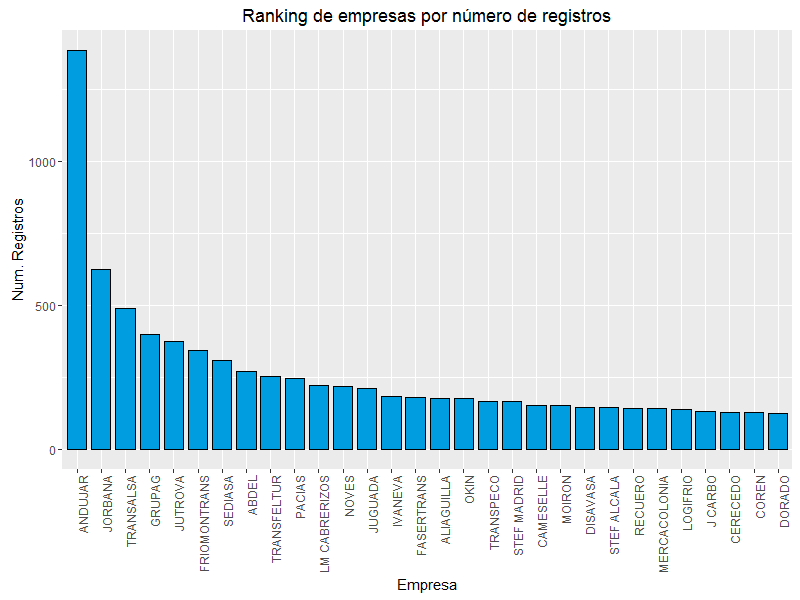 Ranking de empresas por número de registros
Num. Registros
1000
500
0
ANDUJAR
JORBANA
TRANSALSA
GRUPAG
JUTROVA
FRIOMONTRANS
SEDIASA
ABDEL
TRANSFELTUR
PACIAS
LM CABRERIZOS
NOVES
JUGUADA
IVANEVA
FASERTRANS
ALIAGUILLA
OKIN
TRANSPECO
STEF MADRID
CAMESELLE
MOIRON
DISAVASA
STEF ALCALA
RECUERO
MERCACOLONIA
LOGIFRIO
J CARBO
CERECEDO
COREN
DORADO
Empresa